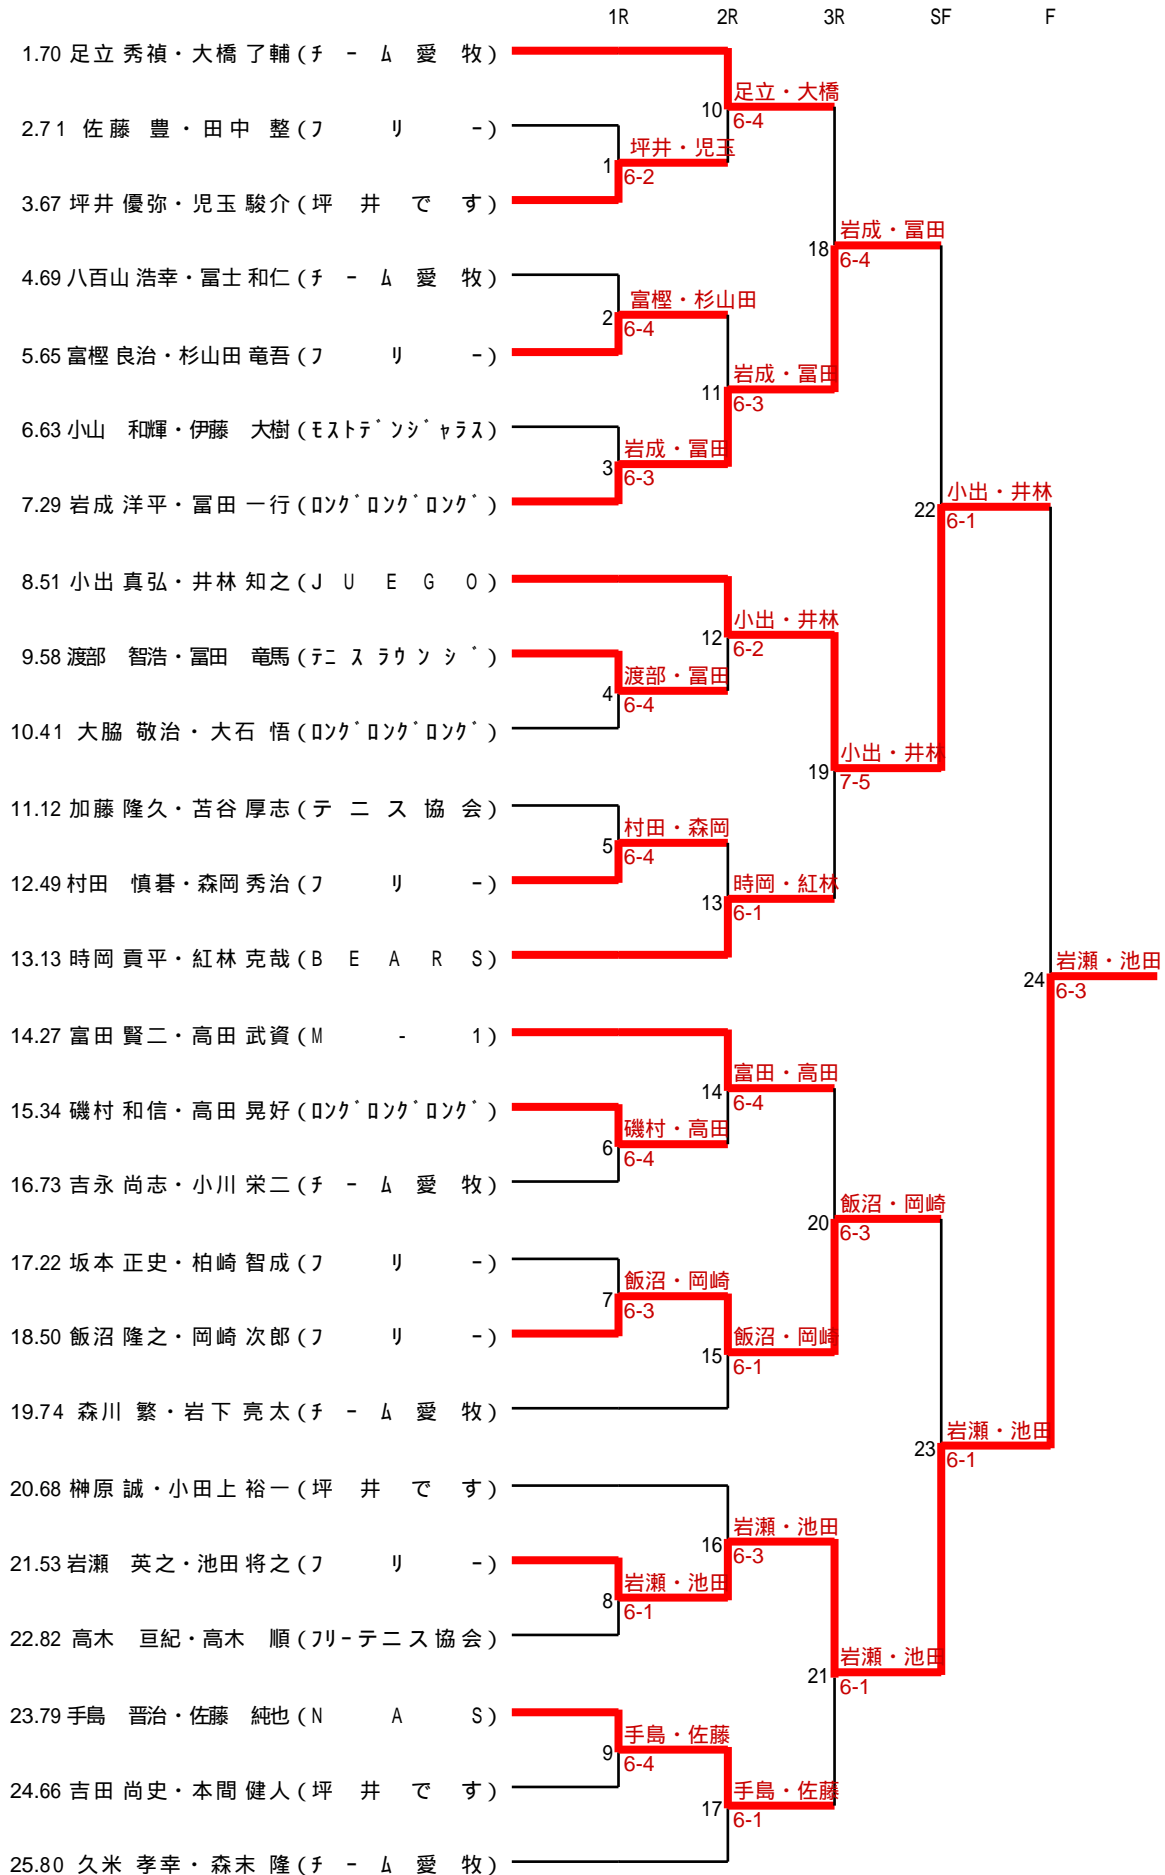 1R 2R 3R SF F
1.70 足立 秀禎・大橋 了輔(チ ー ム 愛 牧)
足立・大橋
10
6-4
2.71 佐藤 豊・田中 整(フ リ ー)
坪井・児玉
1
6-2
3.67 坪井 優弥・児玉 駿介(坪 井 で す)
岩成・冨田
18
6-4
4.69 八百山 浩幸・冨士 和仁(チ ー ム 愛 牧)
富樫・杉山田
2
6-4
5.65 富樫 良治・杉山田 竜吾(フ リ ー)
岩成・冨田
11
6-3
6.63 小山 和輝・伊藤 大樹(モストデンジャラス)
岩成・冨田
3
6-3
7.29 岩成 洋平・冨田 一行(ロングロングロング)
小出・井林
22
6-1
8.51 小出 真弘・井林 知之(J U E G O)
小出・井林
12
6-2
9.58 渡部 智浩・冨田 竜馬(テニスラウンジ)
渡部・冨田
4
6-4
10.41 大脇 敬治・大石 悟(ロングロングロング)
小出・井林
19
7-5
11.12 加藤 隆久・苫谷 厚志(テ ニ ス 協 会)
村田・森岡
5
6-4
12.49 村田 慎碁・森岡 秀治(フ リ ー)
時岡・紅林
13
6-1
13.13 時岡 貢平・紅林 克哉(B E A R S)
岩瀬・池田
24
6-3
14.27 富田 賢二・高田 武資(M - 1)
富田・高田
14
6-4
15.34 磯村 和信・高田 晃好(ロングロングロング)
磯村・高田
6
6-4
16.73 吉永 尚志・小川 栄二(チ ー ム 愛 牧)
飯沼・岡崎
20
6-3
17.22 坂本 正史・柏崎 智成(フ リ ー)
飯沼・岡崎
7
6-3
18.50 飯沼 隆之・岡崎 次郎(フ リ ー)
飯沼・岡崎
15
6-1
19.74 森川 繁・岩下 亮太(チ ー ム 愛 牧)
岩瀬・池田
23
6-1
20.68 榊原 誠・小田上 裕一(坪 井 で す)
岩瀬・池田
16
6-3
21.53 岩瀬 英之・池田 将之(フ リ ー)
岩瀬・池田
8
6-1
22.82 高木 亘紀・高木 順(フリーテニス協会)
岩瀬・池田
21
6-1
23.79 手島 晋治・佐藤 純也(N A S)
手島・佐藤
9
6-4
24.66 吉田 尚史・本間 健人(坪 井 で す)
手島・佐藤
17
6-1
25.80 久米 孝幸・森末 隆(チ ー ム 愛 牧)